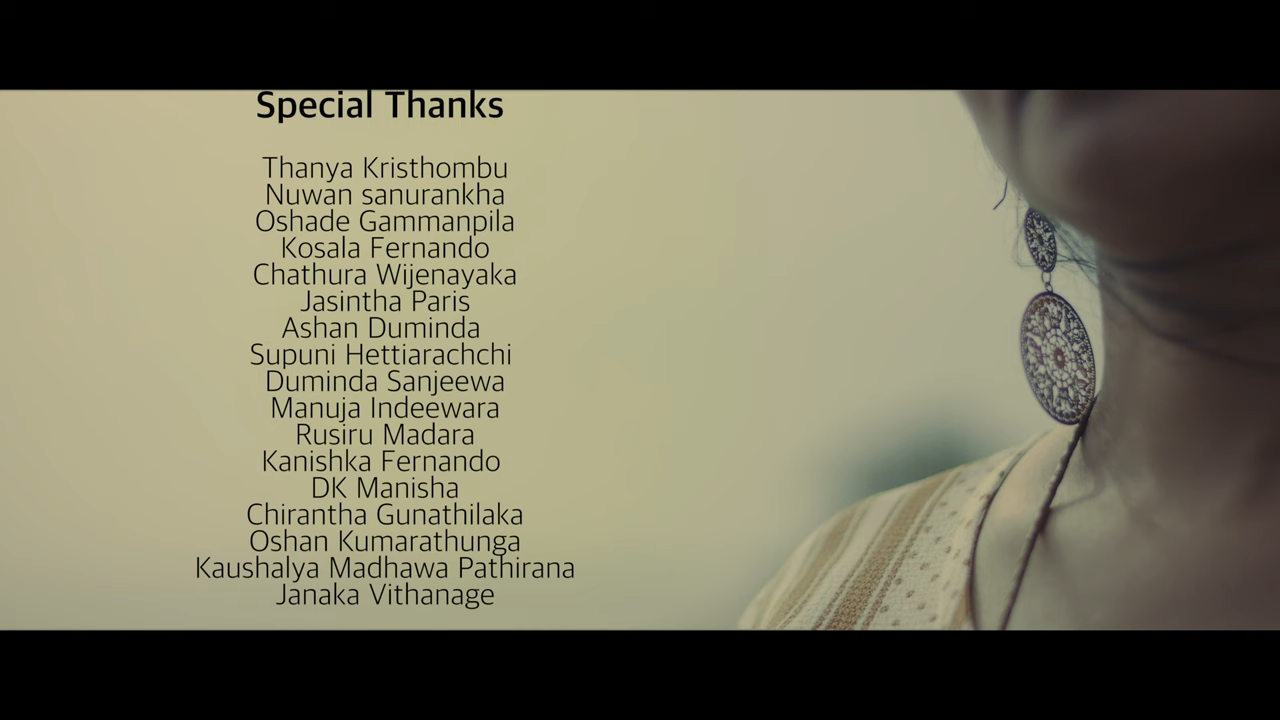 Special Thanks
Thanya Kristhombu
Nuwan sanurankha
Oshade Gammanpila
Kosala Fernando
Chathura Wijenayaka
Jasintha Paris
Ashan Duminda
Supuni Hettiarachchi
Duminda Sanjeewa
Manuja Indeewara
Rusiru Madara
Kanishka Fernando
DK Manisha
Chirantha Gunathilaka
Oshan Kumarathunga
Kaushalya Madhawa Pathirana
Janaka Vithanage